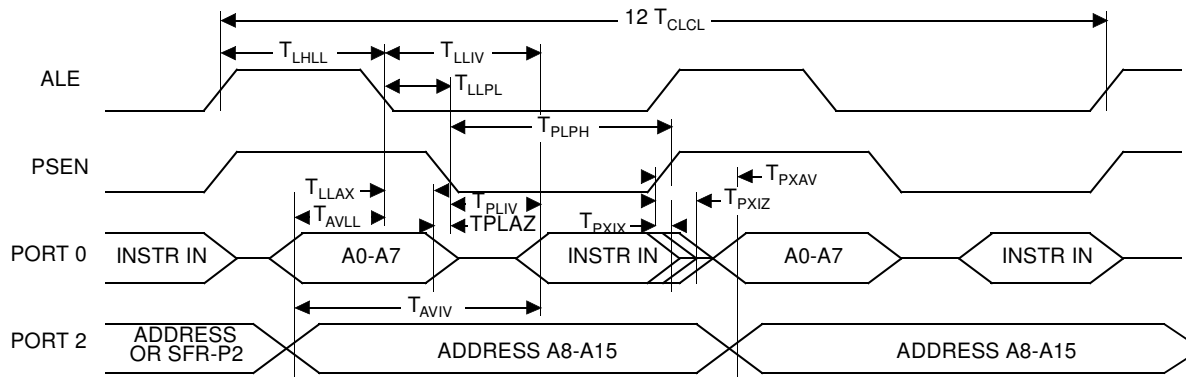 12 TCLCL
TLHLL TLLIV
ALE
TLLPL
TPLPH
PSEN
TLLAX TPXAV
TPLIV TPXIZ
TAVLL TPLAZ TPXIX
PORT 0 INSTR IN A0-A7 INSTR IN A0-A7 INSTR IN
TAVIV
PORT 2 ADDRESS
OR SFR-P2 ADDRESS A8-A15 ADDRESS A8-A15